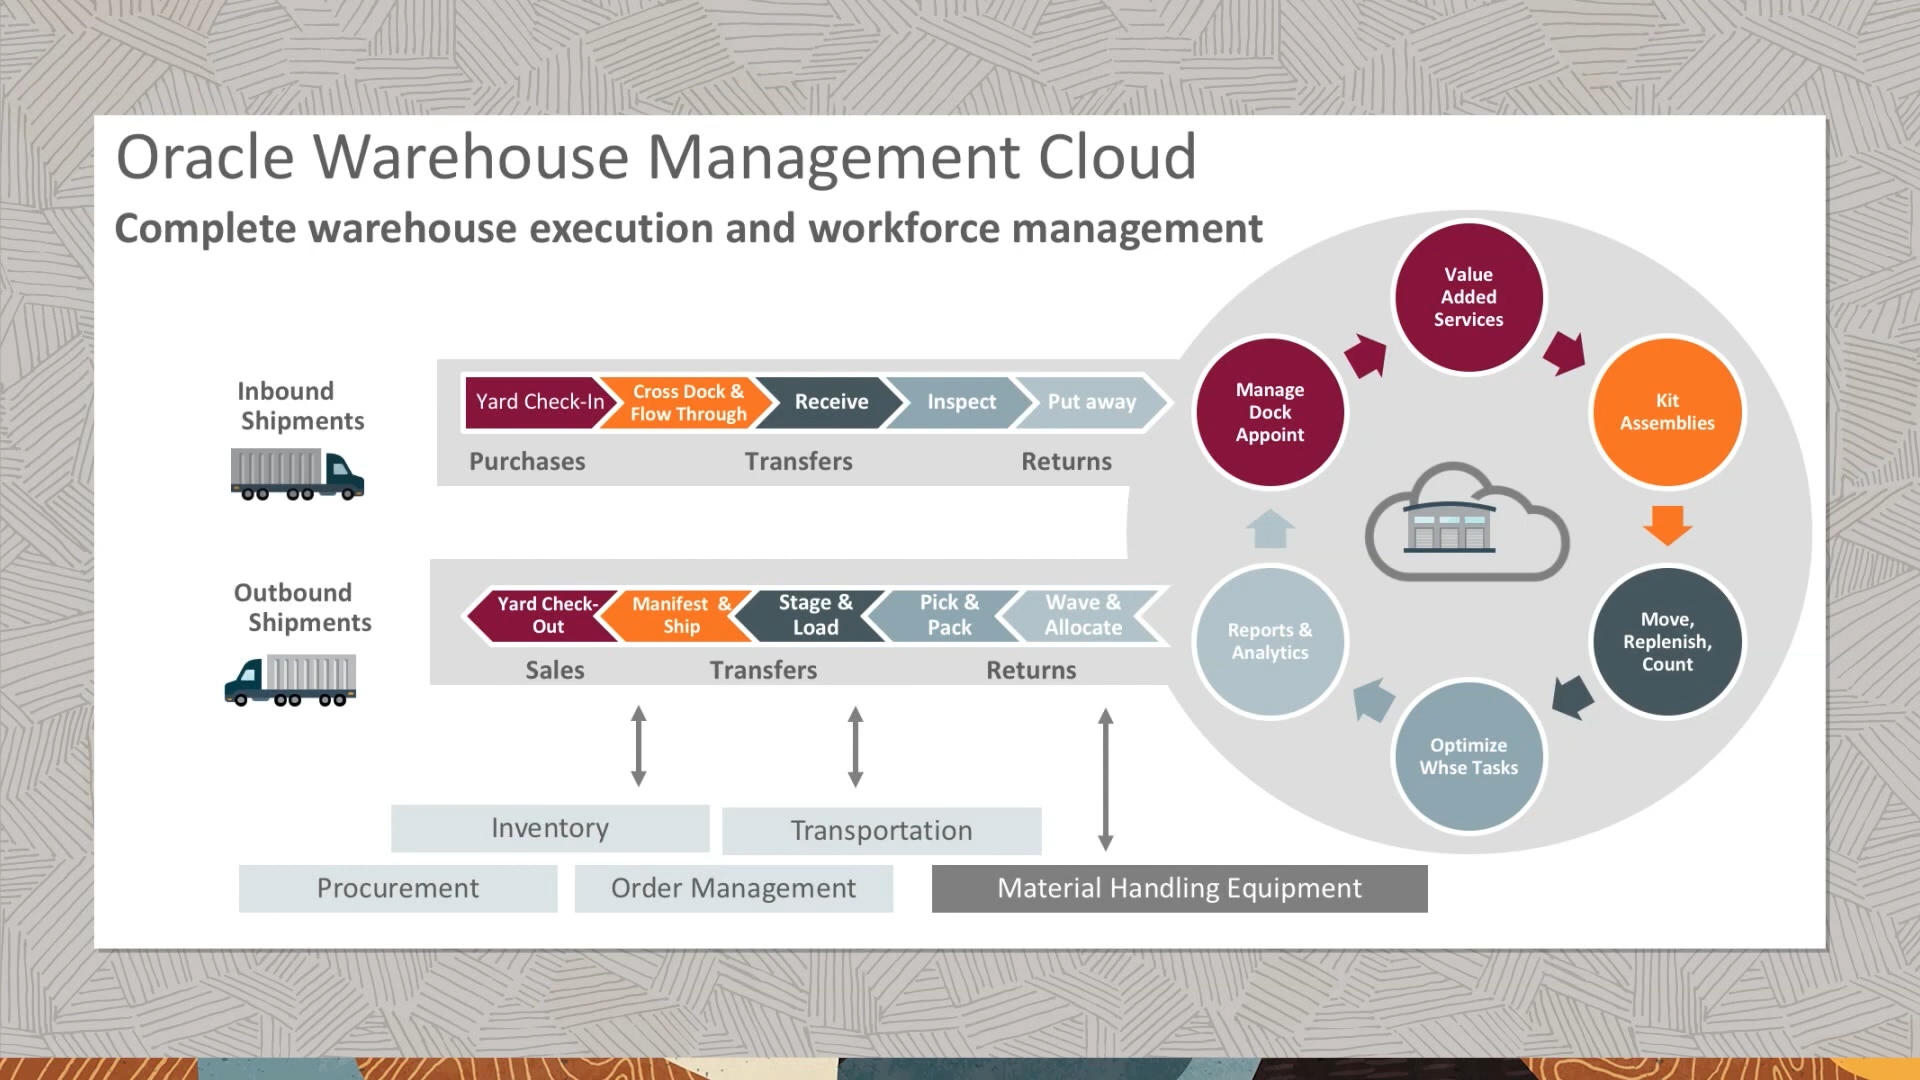 Oracle Warehouse Management Cloud
Complete warehouse execution and workforce management
Inbound
Shipments
Yard Check-In
Cross Dock &
Flow Through
Receive
Inspect
Put away
Purchases
Transfers
Returns
Outbound
Shipments
Yard Check-
Out
Manifest &
Ship
Stage &
Load
Pick &
Pack
Wave &
Allocate
Sales
Transfers
Returns
Value
Added
Services
Manage
Dock
Appoint
Kit
Assemblies
Move,
Replenish,
Count
Optimize
Whse Tasks
Reports &
Analytics
Inventory
Transportation
Procurement
Order Management
Material Handling Equipment